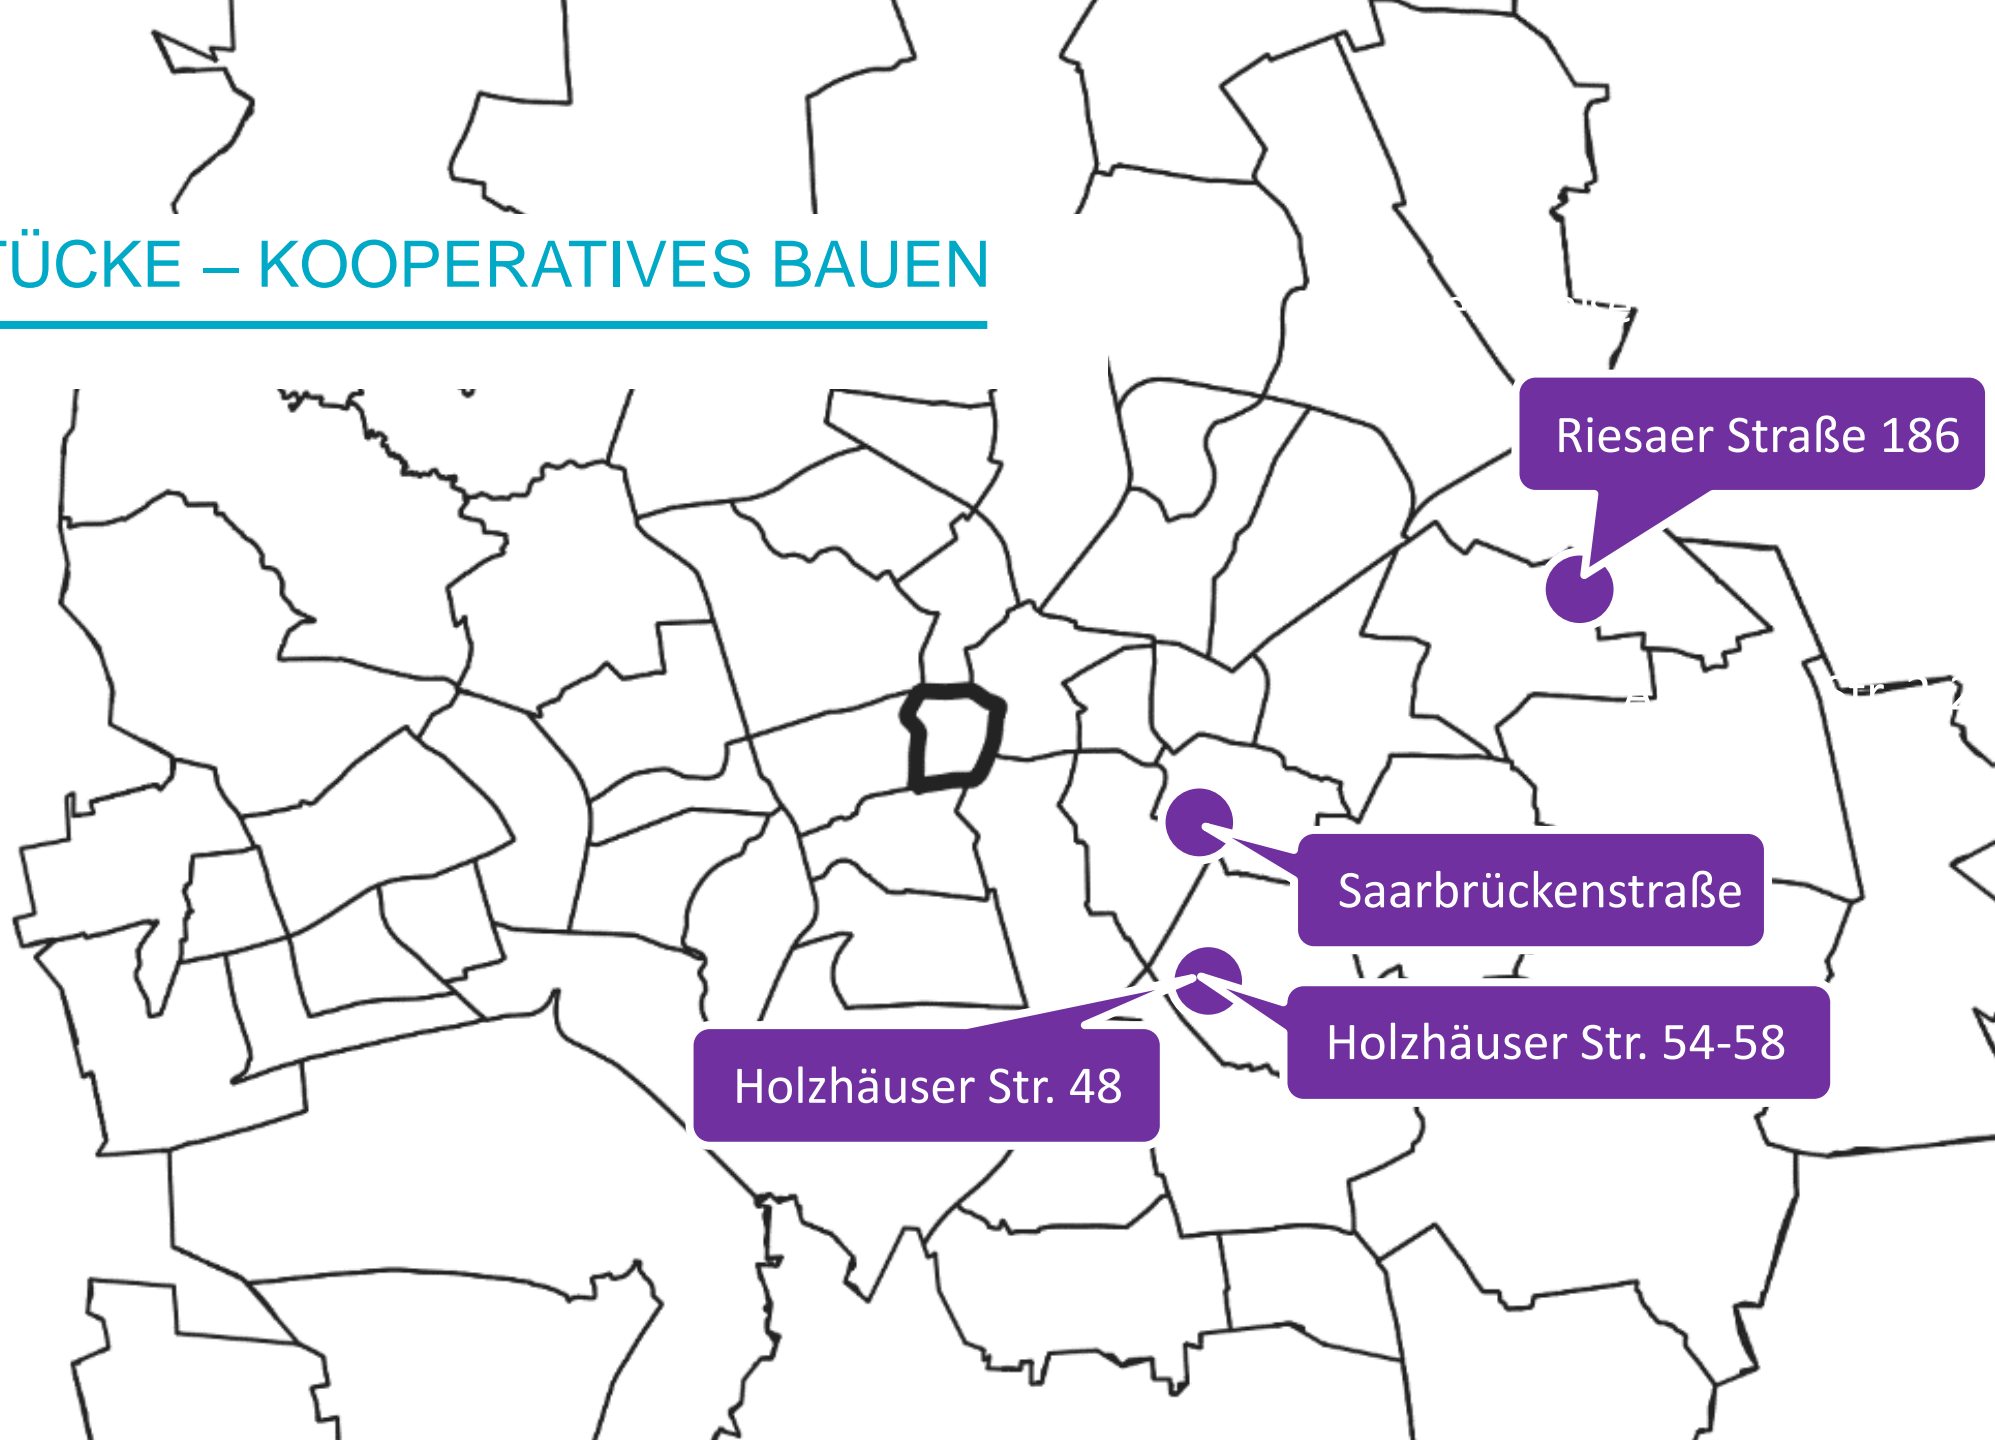 TÜCKE – KOOPERATIVES BAUEN
Riesaer Straße 186
Saarbrückenstraße
Holzhäuser Str. 54-58
Holzhäuser Str. 48